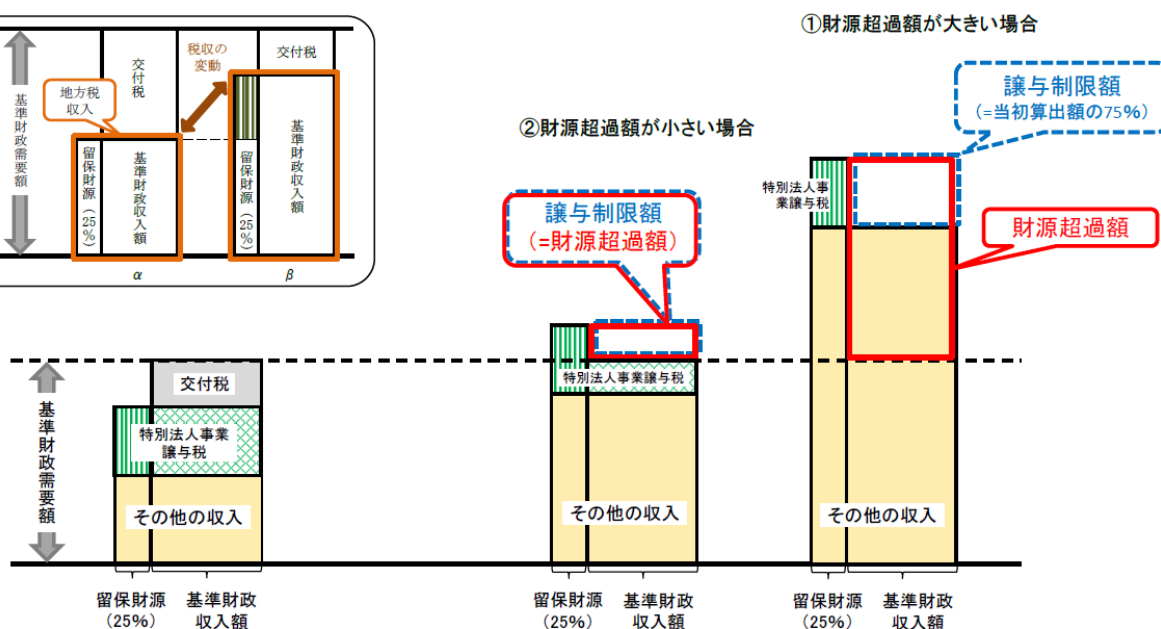 ①財源超過額が大きい場合
基準財政需要額
交付税
税収の
変動
交付税
地方税
収入
留保財源(25%)
基準財政収入額
留保財源(25%)
基準財政収入額
α
β
②財源超過額が小さい場合
譲与制限額
(=当初算出額の75%)
特別法人事
業譲与税
譲与制限額
(=財源超過額)
財源超過額
基準財政需要額
交付税
特別法人事業
譲与税
その他の収入
特別法人事業譲与税
その他の収入
その他の収入
留保財源
(25%)
基準財政
収入額
留保財源
(25%)
基準財政
収入額
留保財源
(25%)
基準財政
収入額